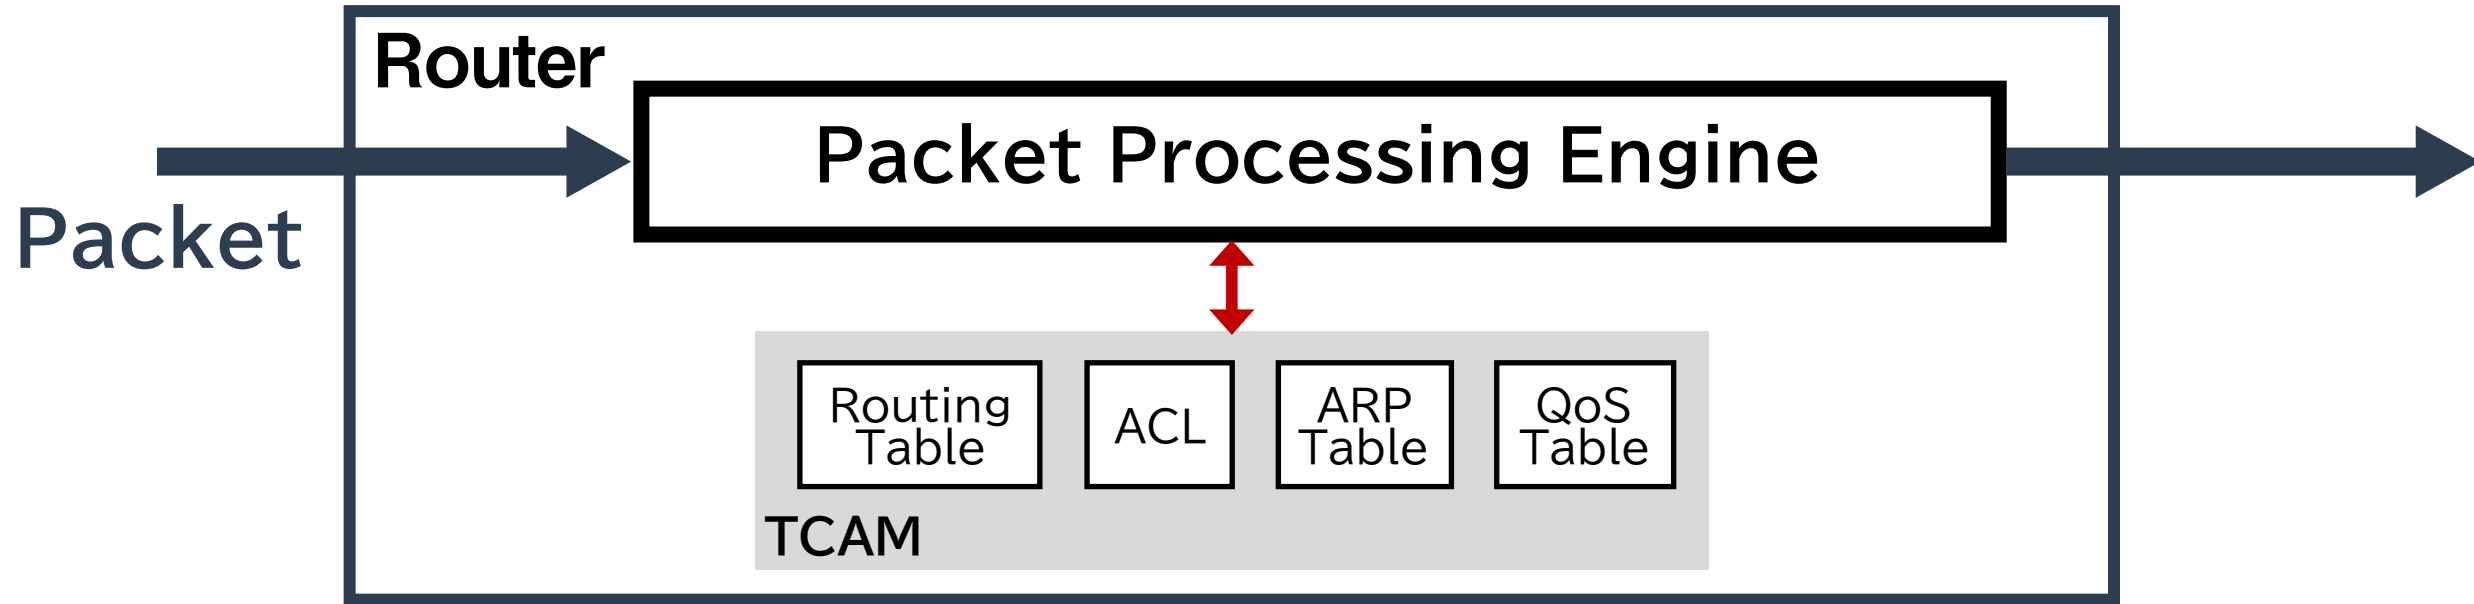 Router
Packet Processing Engine
Packet
Routing
Table
ACL
ARP
Table
QoS
Table
TCAM